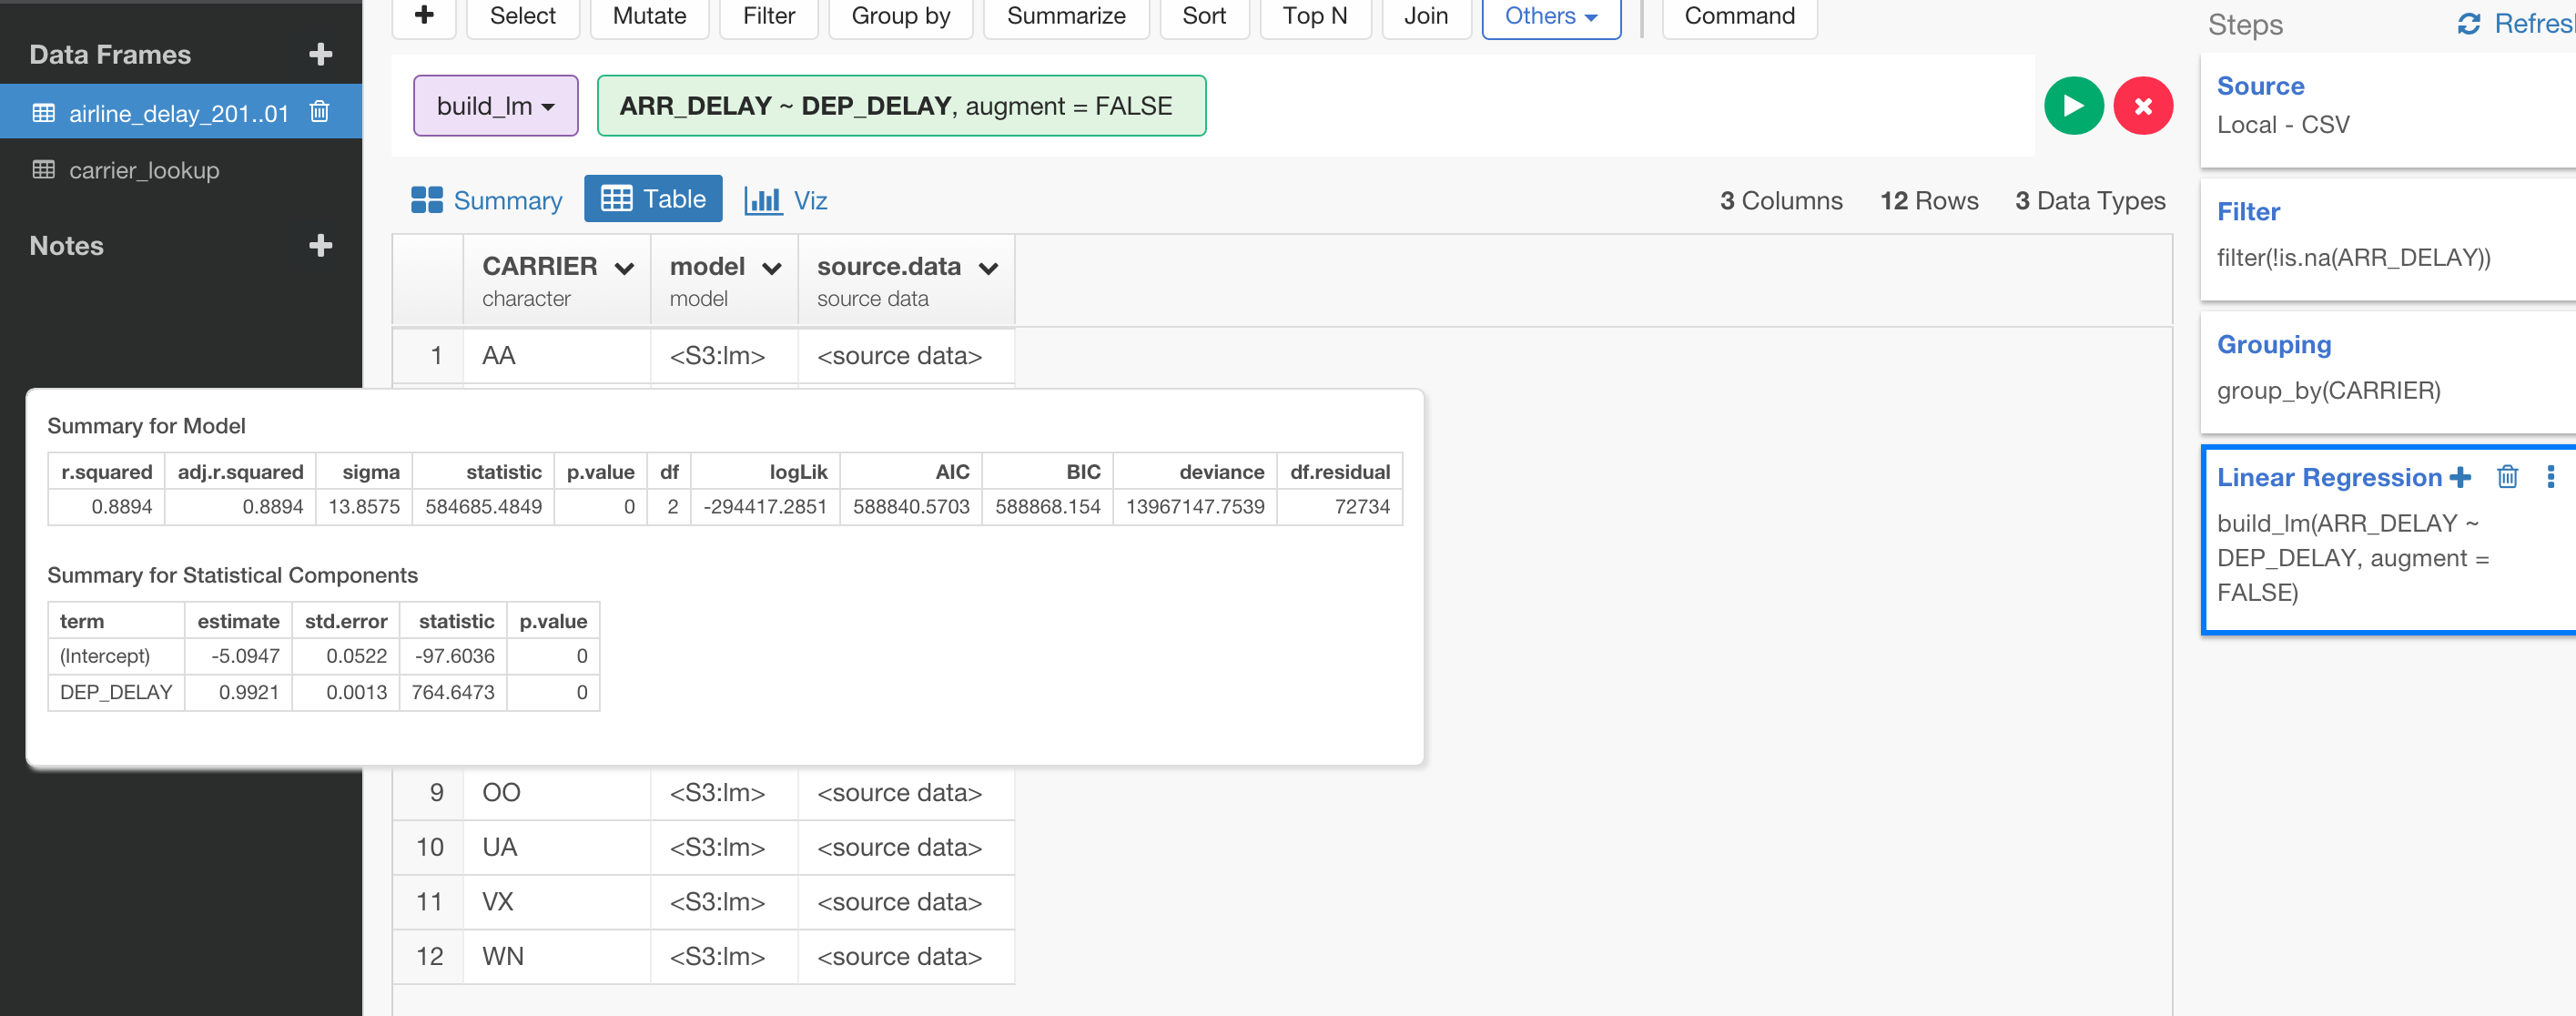 Data Frames
airline_delay_201..01
carrier_lookup
Notes
Select Mutate Filter Group by Summarize Sort Top N Join Others Command
build_lm ARR_DELAY ~ DEP_DELAY, augment = FALSE
Summary Table Viz 3 Columns 12 Rows 3 Data Types
CARRIER model source.data
character model source data
1 AA <S3:lm> <source data>
Summary for Model
r.squared adj.r.squared sigma statistic p.value df logLik AIC BIC deviance df.residual
0.8894 0.8894 13.8575 584685.4849 0 2 -294417.2851 588840.5703 588868.154 13967147.7539 72734
Summary for Statistical Components
term estimate std.error statistic p.value
(Intercept) -5.0947 0.0522 -97.6036 0
DEP_DELAY 0.9921 0.0013 764.6473 0
9 OO <S3:lm> <source data>
10 UA <S3:lm> <source data>
11 VX <S3:lm> <source data>
12 WN <S3:lm> <source data>
Steps Refres
Source
Local - CSV
Filter
filter(!is.na(ARR_DELAY))
Grouping
group_by(CARRIER)
Linear Regression
build_lm(ARR_DELAY ~
DEP_DELAY, augment =
FALSE)